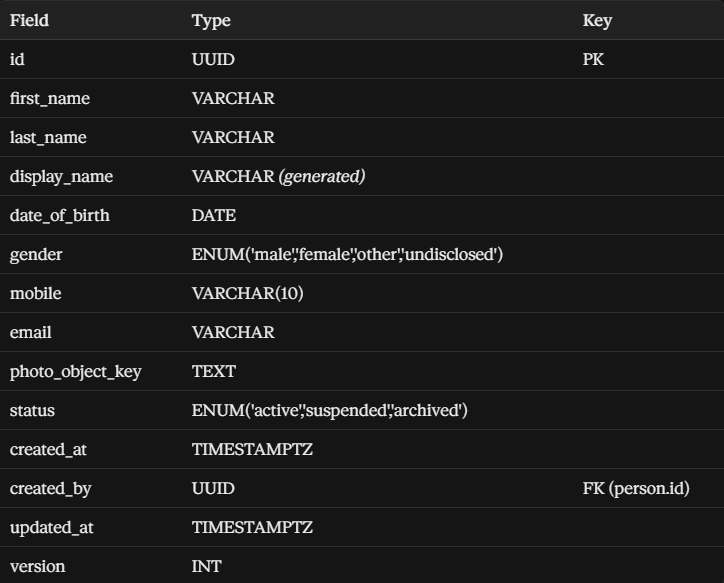 Field Type Key
id UUID PK
first_name VARCHAR
last_name VARCHAR
display_name VARCHAR (generated)
date_of_birth DATE
gender ENUM('male','female','other','undisclosed')
mobile VARCHAR(10)
email VARCHAR
photo_object_key TEXT
status ENUM('active','suspended','archived')
created_at TIMESTAMPTZ
created_by UUID FK (person.id)
updated_at TIMESTAMPTZ
version INT